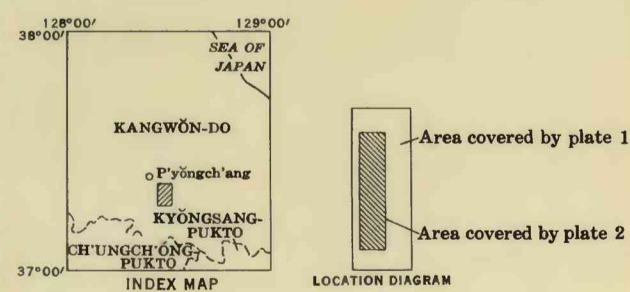 128°00′ 129°00′
38°00′
SEA OF
JAPAN
KANGWŎN-DO
P'yŏngch'ang
KYŎNGSANG-
PUKTO
CH'UNGCH'ŎNG-
PUKTO
37°00′
INDEX MAP
Area covered by plate 1
Area covered by plate 2
LOCATION DIAGRAM